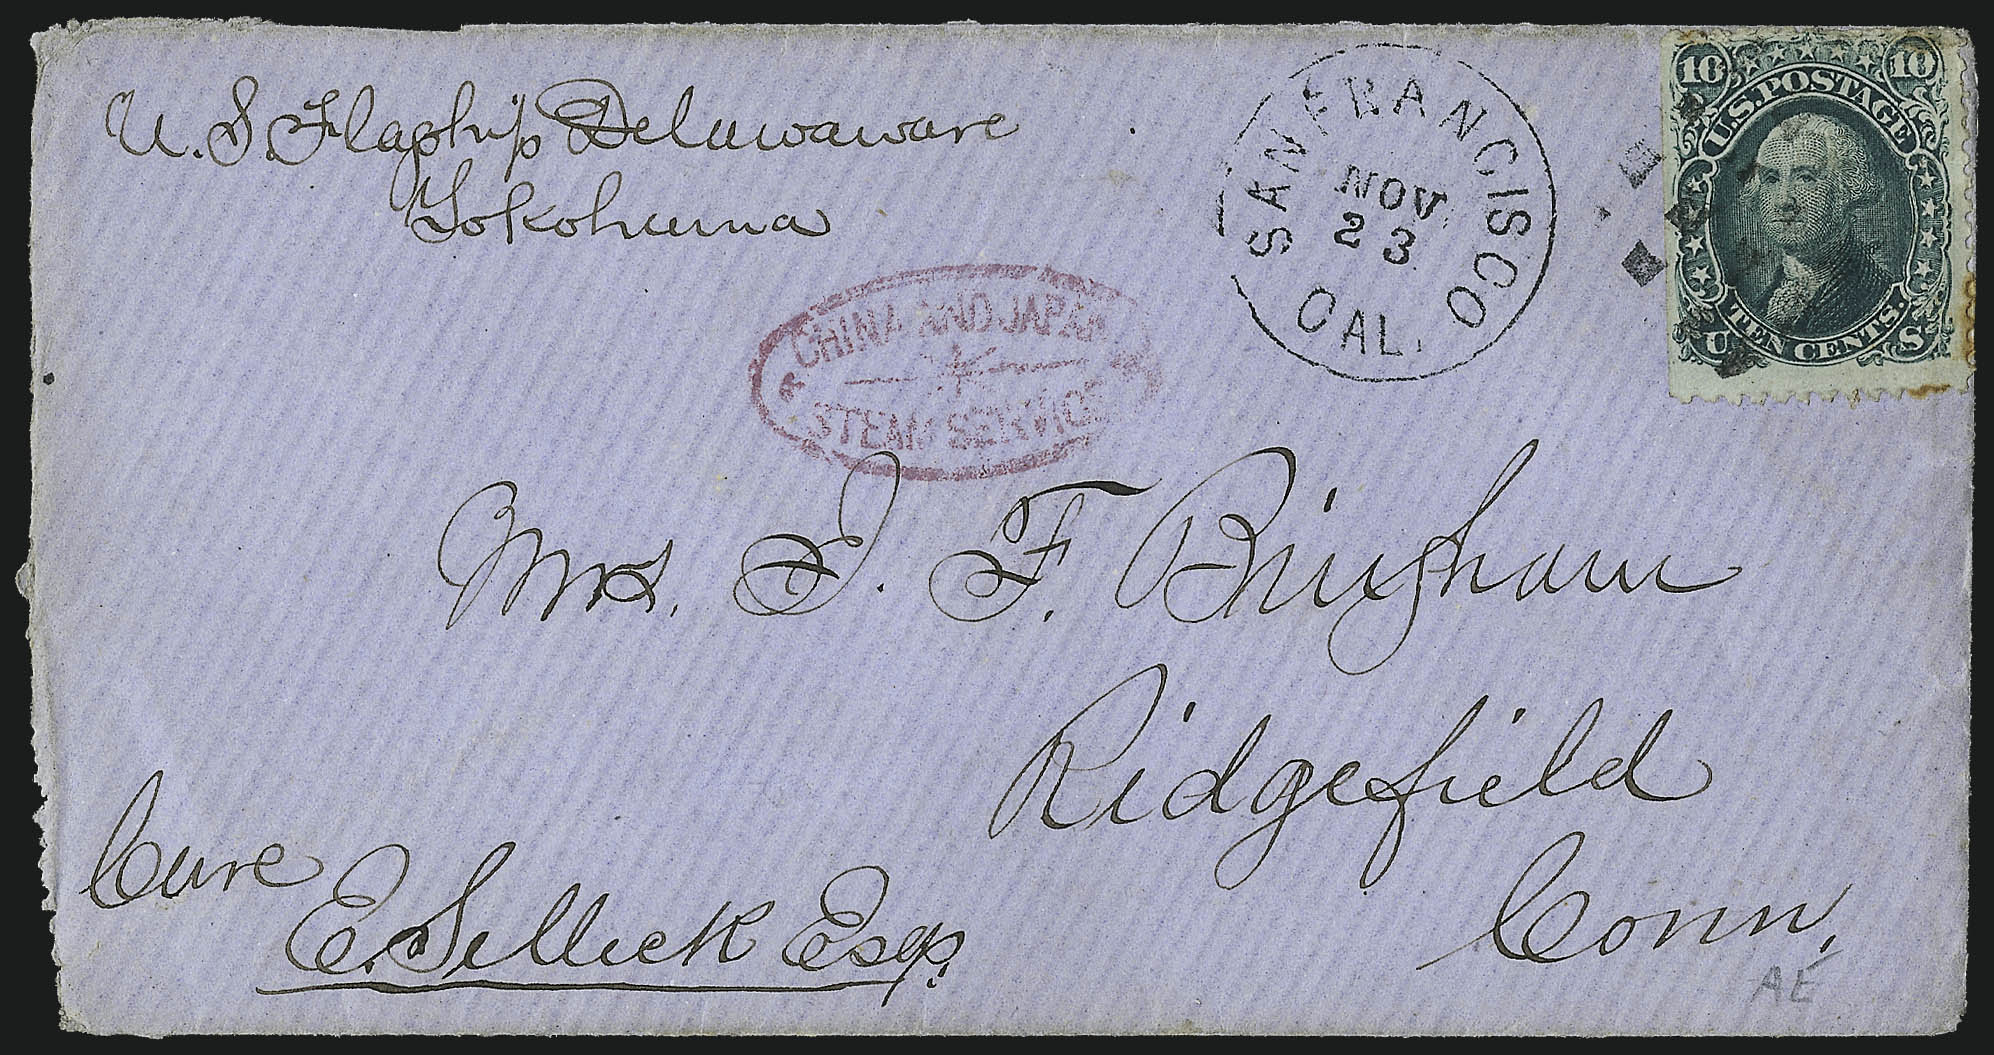 U. S. Flagship Delawaware
Yokohama
SAN FRANCISCO
NOV
23
CAL.
10 10
U.S. POSTAGE
TEN CENTS.
U S
CHINA AND JAPAN
STEAM SERVICE
Mrs. J. F. Bingham
Ridgefield
Conn.
Care
E. Selleck Esqr.
AE